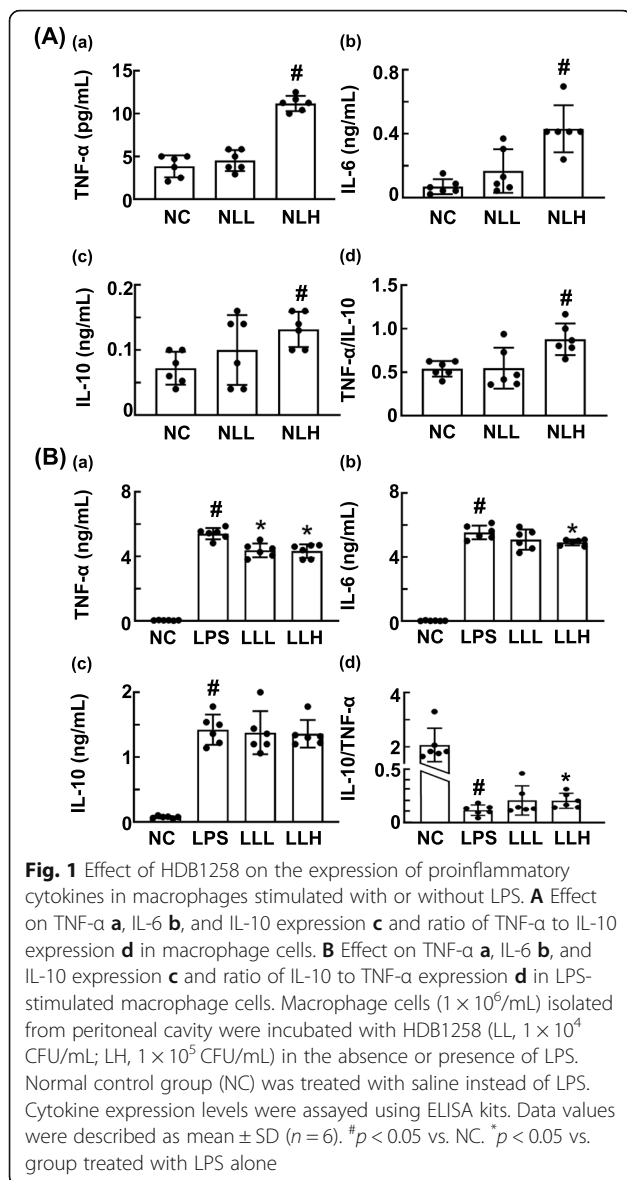 (A) (a)
TNF-α (pg/mL)
15
10
5
0
#
NC NLL NLH
(b)
IL-6 (ng/mL)
0.8
0.4
0
#
NC NLL NLH
(c)
IL-10 (ng/mL)
0.2
0.1
0
#
NC NLL NLH
(d)
TNF-α/IL-10
1.5
1.0
0.5
0
#
NC NLL NLH
(B) (a)
TNF-α (ng/mL)
8
4
0
# * *
NC LPS LLL LLH
(b)
IL-6 (ng/mL)
8
4
0
# *
NC LPS LLL LLH
(c)
IL-10 (ng/mL)
2
1
0
#
NC LPS LLL LLH
(d)
IL-10/TNF-α
4
2
0.5
0
# *
NC LPS LLL LLH
Fig. 1 Effect of HDB1258 on the expression of proinflammatory
cytokines in macrophages stimulated with or without LPS. A Effect
on TNF-α a, IL-6 b, and IL-10 expression c and ratio of TNF-α to IL-10
expression d in macrophage cells. B Effect on TNF-α a, IL-6 b, and
IL-10 expression c and ratio of IL-10 to TNF-α expression d in LPS-
stimulated macrophage cells. Macrophage cells (1 × 10⁶/mL) isolated
from peritoneal cavity were incubated with HDB1258 (LL, 1 × 10⁴
CFU/mL; LH, 1 × 10⁵ CFU/mL) in the absence or presence of LPS.
Normal control group (NC) was treated with saline instead of LPS.
Cytokine expression levels were assayed using ELISA kits. Data values
were described as mean ± SD (n = 6). #p < 0.05 vs. NC. *p < 0.05 vs.
group treated with LPS alone